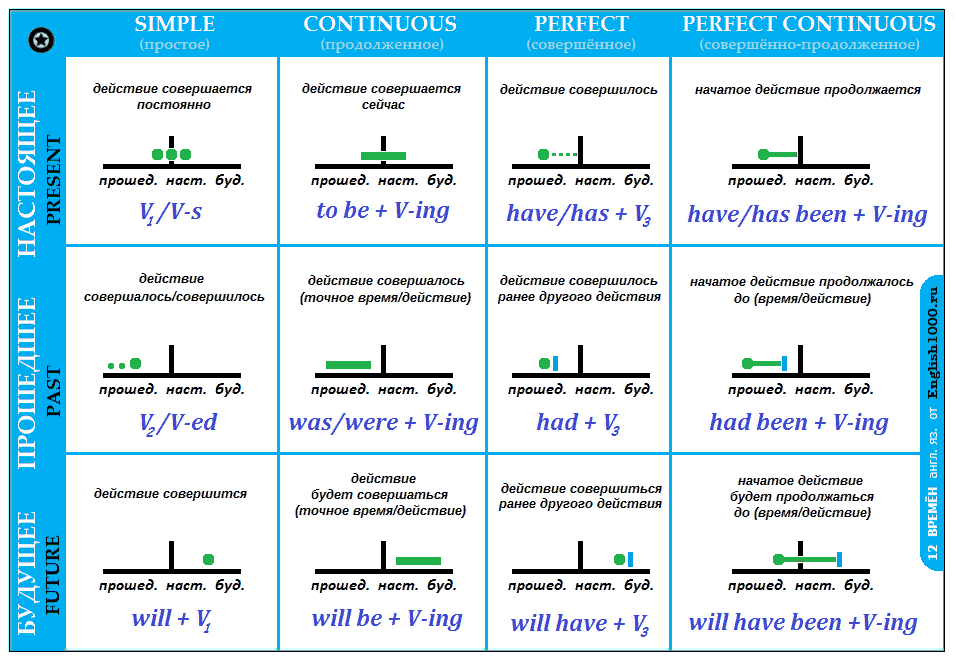 SIMPLE
(простое)
CONTINUOUS
(продолженное)
PERFECT
(совершённое)
PERFECT CONTINUOUS
(совершённо-продолженное)
НАСТОЯЩЕЕ
PRESENT
действие совершается
постоянно
прошед. наст. буд.
V1/V-s
действие совершается
сейчас
прошед. наст. буд.
to be + V-ing
действие совершилось
прошед. наст. буд.
have/has + V3
начатое действие продолжается
прошед. наст. буд.
have/has been + V-ing
ПРОШЕДШЕЕ
PAST
действие
совершалось/совершилось
прошед. наст. буд.
V2/V-ed
действие совершалось
(точное время/действие)
прошед. наст. буд.
was/were + V-ing
действие совершилось
ранее другого действия
прошед. наст. буд.
had + V3
начатое действие продолжалось
до (время/действие)
прошед. наст. буд.
had been + V-ing
БУДУЩЕЕ
FUTURE
действие совершится
прошед. наст. буд.
will + V1
действие
будет совершаться
(точное время/действие)
прошед. наст. буд.
will be + V-ing
действие совершиться
ранее другого действия
прошед. наст. буд.
will have + V3
начатое действие
будет продолжаться
до (время/действие)
прошед. наст. буд.
will have been +V-ing
12 ВРЕМЁН англ. яз. от English1000.ru